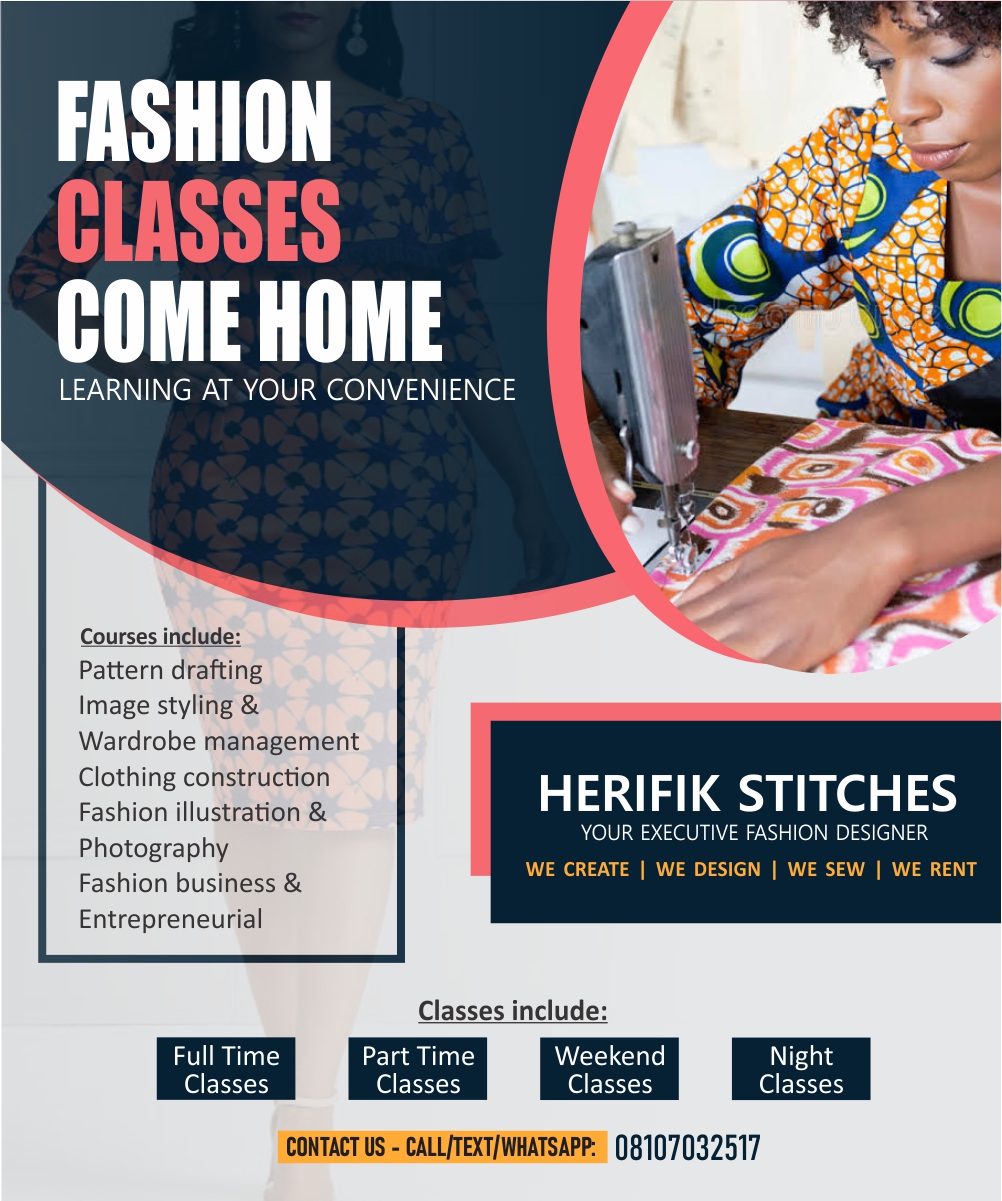 FASHION
CLASSES
COME HOME
LEARNING AT YOUR CONVENIENCE
Courses include:
Pattern drafting
Image styling &
Wardrobe management
Clothing construction
Fashion illustration &
Photography
Fashion business &
Entrepreneurial
HERIFIK STITCHES
YOUR EXECUTIVE FASHION DESIGNER
WE CREATE | WE DESIGN | WE SEW | WE RENT
Classes include:
Full Time
Classes
Part Time
Classes
Weekend
Classes
Night
Classes
CONTACT US - CALL/TEXT/WHATSAPP: 08107032517